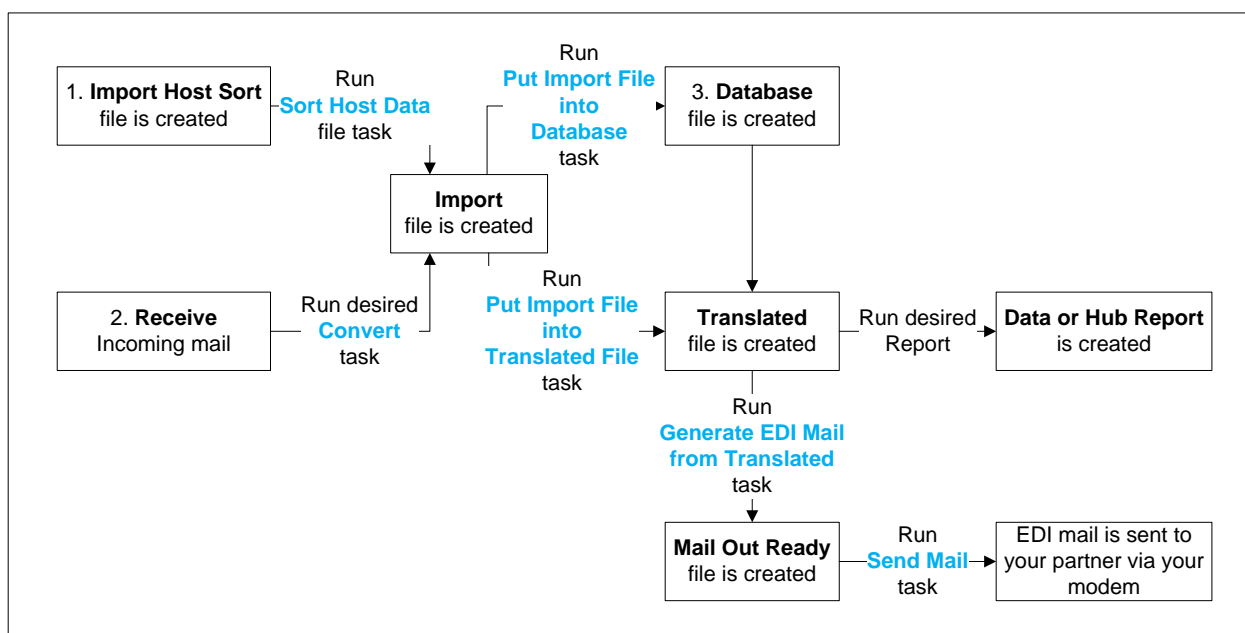 1. Import Host Sort
file is created
Run
Sort Host Data
file task
Run
Put Import File
into
Database
task
3. Database
file is created
Import
file is created
2. Receive
Incoming mail
Run desired
Convert
task
Run
Put Import File
into
Translated File
task
Translated
file is created
Run desired
Report
Data or Hub Report
is created
Run
Generate EDI Mail
from Translated
task
Mail Out Ready
file is created
Run
Send Mail
task
EDI mail is sent to
your partner via your
modem